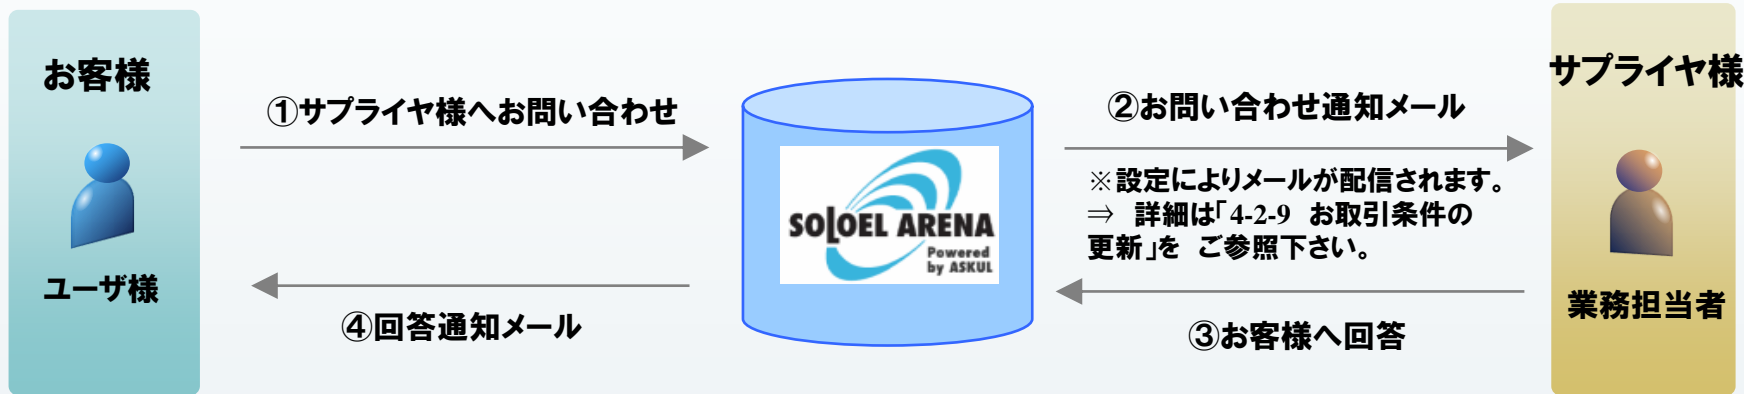 お客様
ユーザ様
①サプライヤ様へお問い合わせ
④回答通知メール
SOLOEL ARENA
Powered
by ASKUL
②お問い合わせ通知メール
※設定によりメールが配信されます。
⇒ 詳細は「4-2-9 お取引条件の
更新」を ご参照下さい。
③お客様へ回答
サプライヤ様
業務担当者